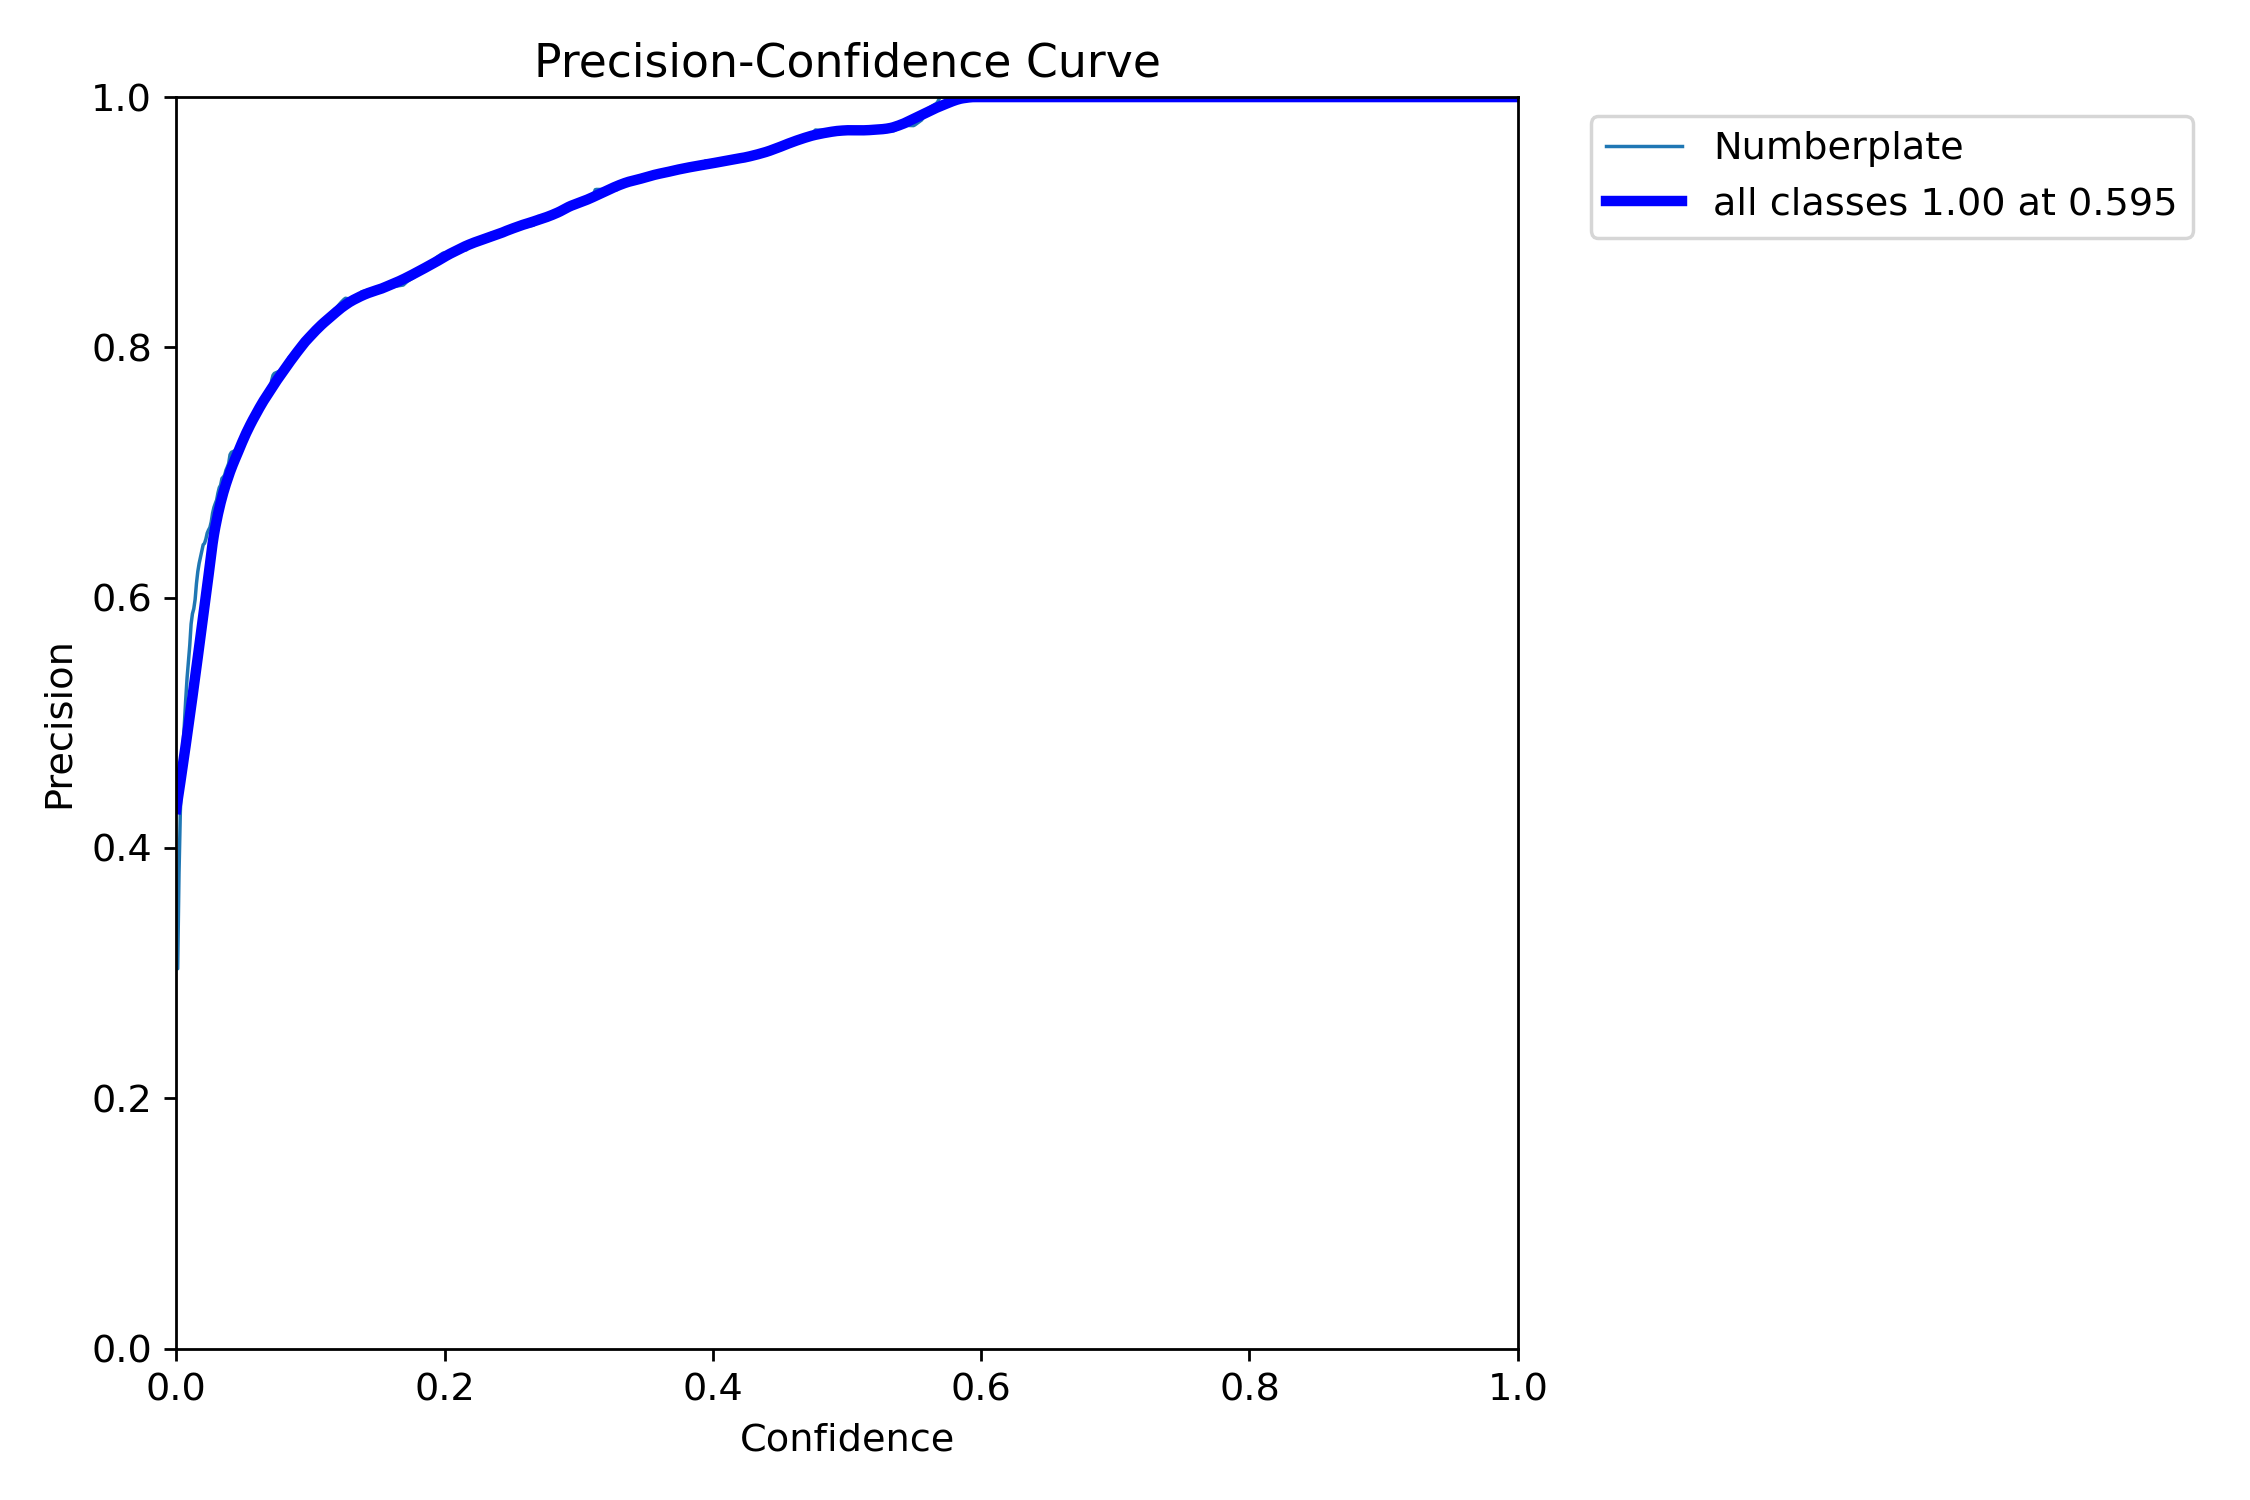 Precision-Confidence Curve
1.0
0.8
0.6
0.4
0.2
0.0
Precision
0.0 0.2 0.4 0.6 0.8 1.0
Confidence
Numberplate
all classes 1.00 at 0.595